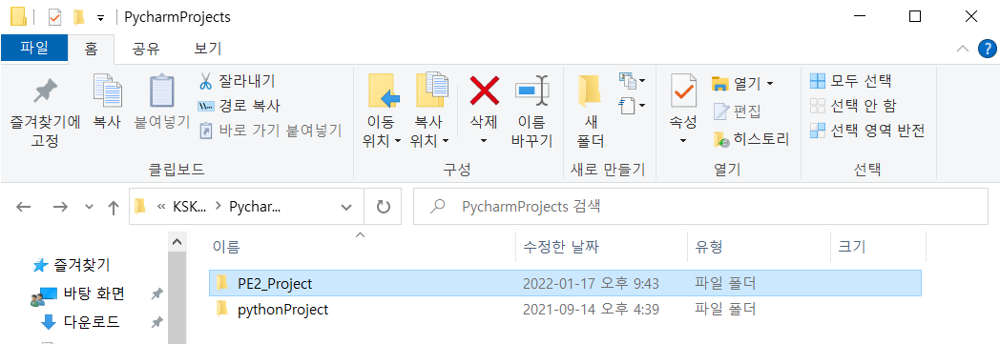 PycharmProjects
파일 홈 공유 보기
즐겨찾기에 고정
복사
붙여넣기
잘라내기
경로 복사
바로 가기 붙여넣기
클립보드
이동 위치
복사 위치
삭제
이름 바꾸기
구성
새 폴더
새로 만들기
속성
열기
편집
히스토리
열기
모두 선택
선택 안 함
선택 영역 반전
선택
« KSK... > Pychar...
PycharmProjects 검색
이름 수정한 날짜 유형 크기
즐겨찾기
바탕 화면
다운로드
PE2_Project 2022-01-17 오후 9:43 파일 폴더
pythonProject 2021-09-14 오후 4:39 파일 폴더